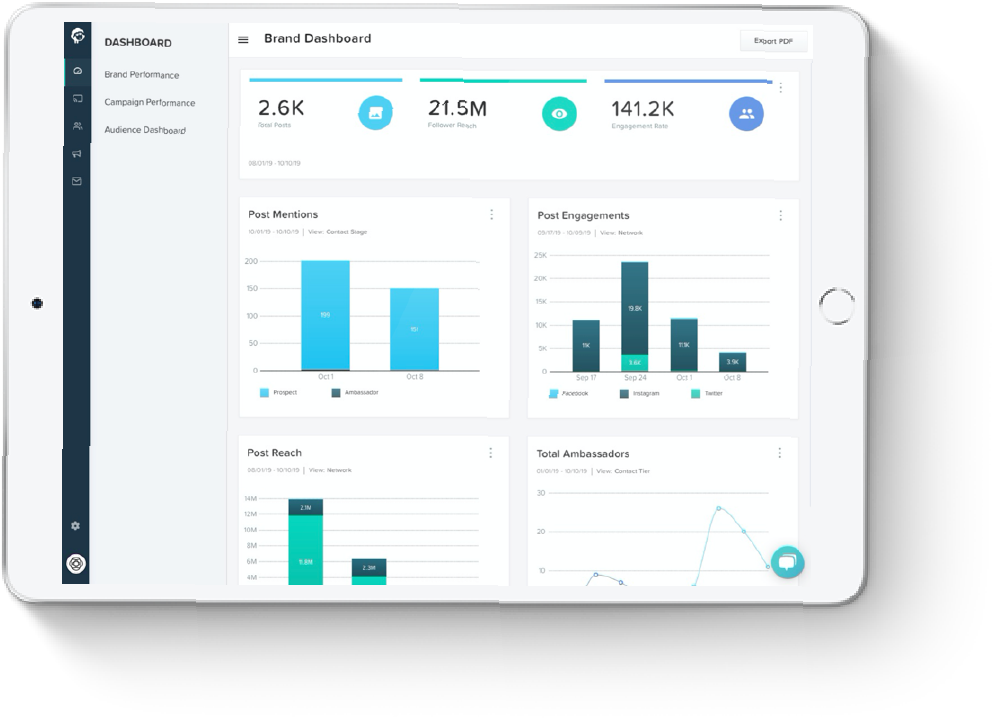 DASHBOARD
Brand Performance
Campaign Performance
Audience Dashboard
Brand Dashboard
Export PDF
2.6K
Total Posts
21.5M
Follower Reach
141.2K
Engagement Rate
08/01/19 - 10/10/19
Post Mentions
10/01/19 - 10/10/19 | View: Contact Stage
200
150
100
50
0
Oct 1
Oct 8
Prospect
Ambassador
Post Engagements
09/17/19 - 10/09/19 | View: Network
25K
20K
15K
10K
5K
0
11K
19.8K
3.6K
11.1K
3.9K
Sep 17
Sep 24
Oct 1
Oct 8
Facebook
Instagram
Twitter
Post Reach
08/01/19 - 10/10/19 | View: Network
14M
12M
10M
8M
6M
4M
2.1M
2.3M
Total Ambassadors
01/01/19 - 10/10/19 | View: Contact Tier
30
20
10